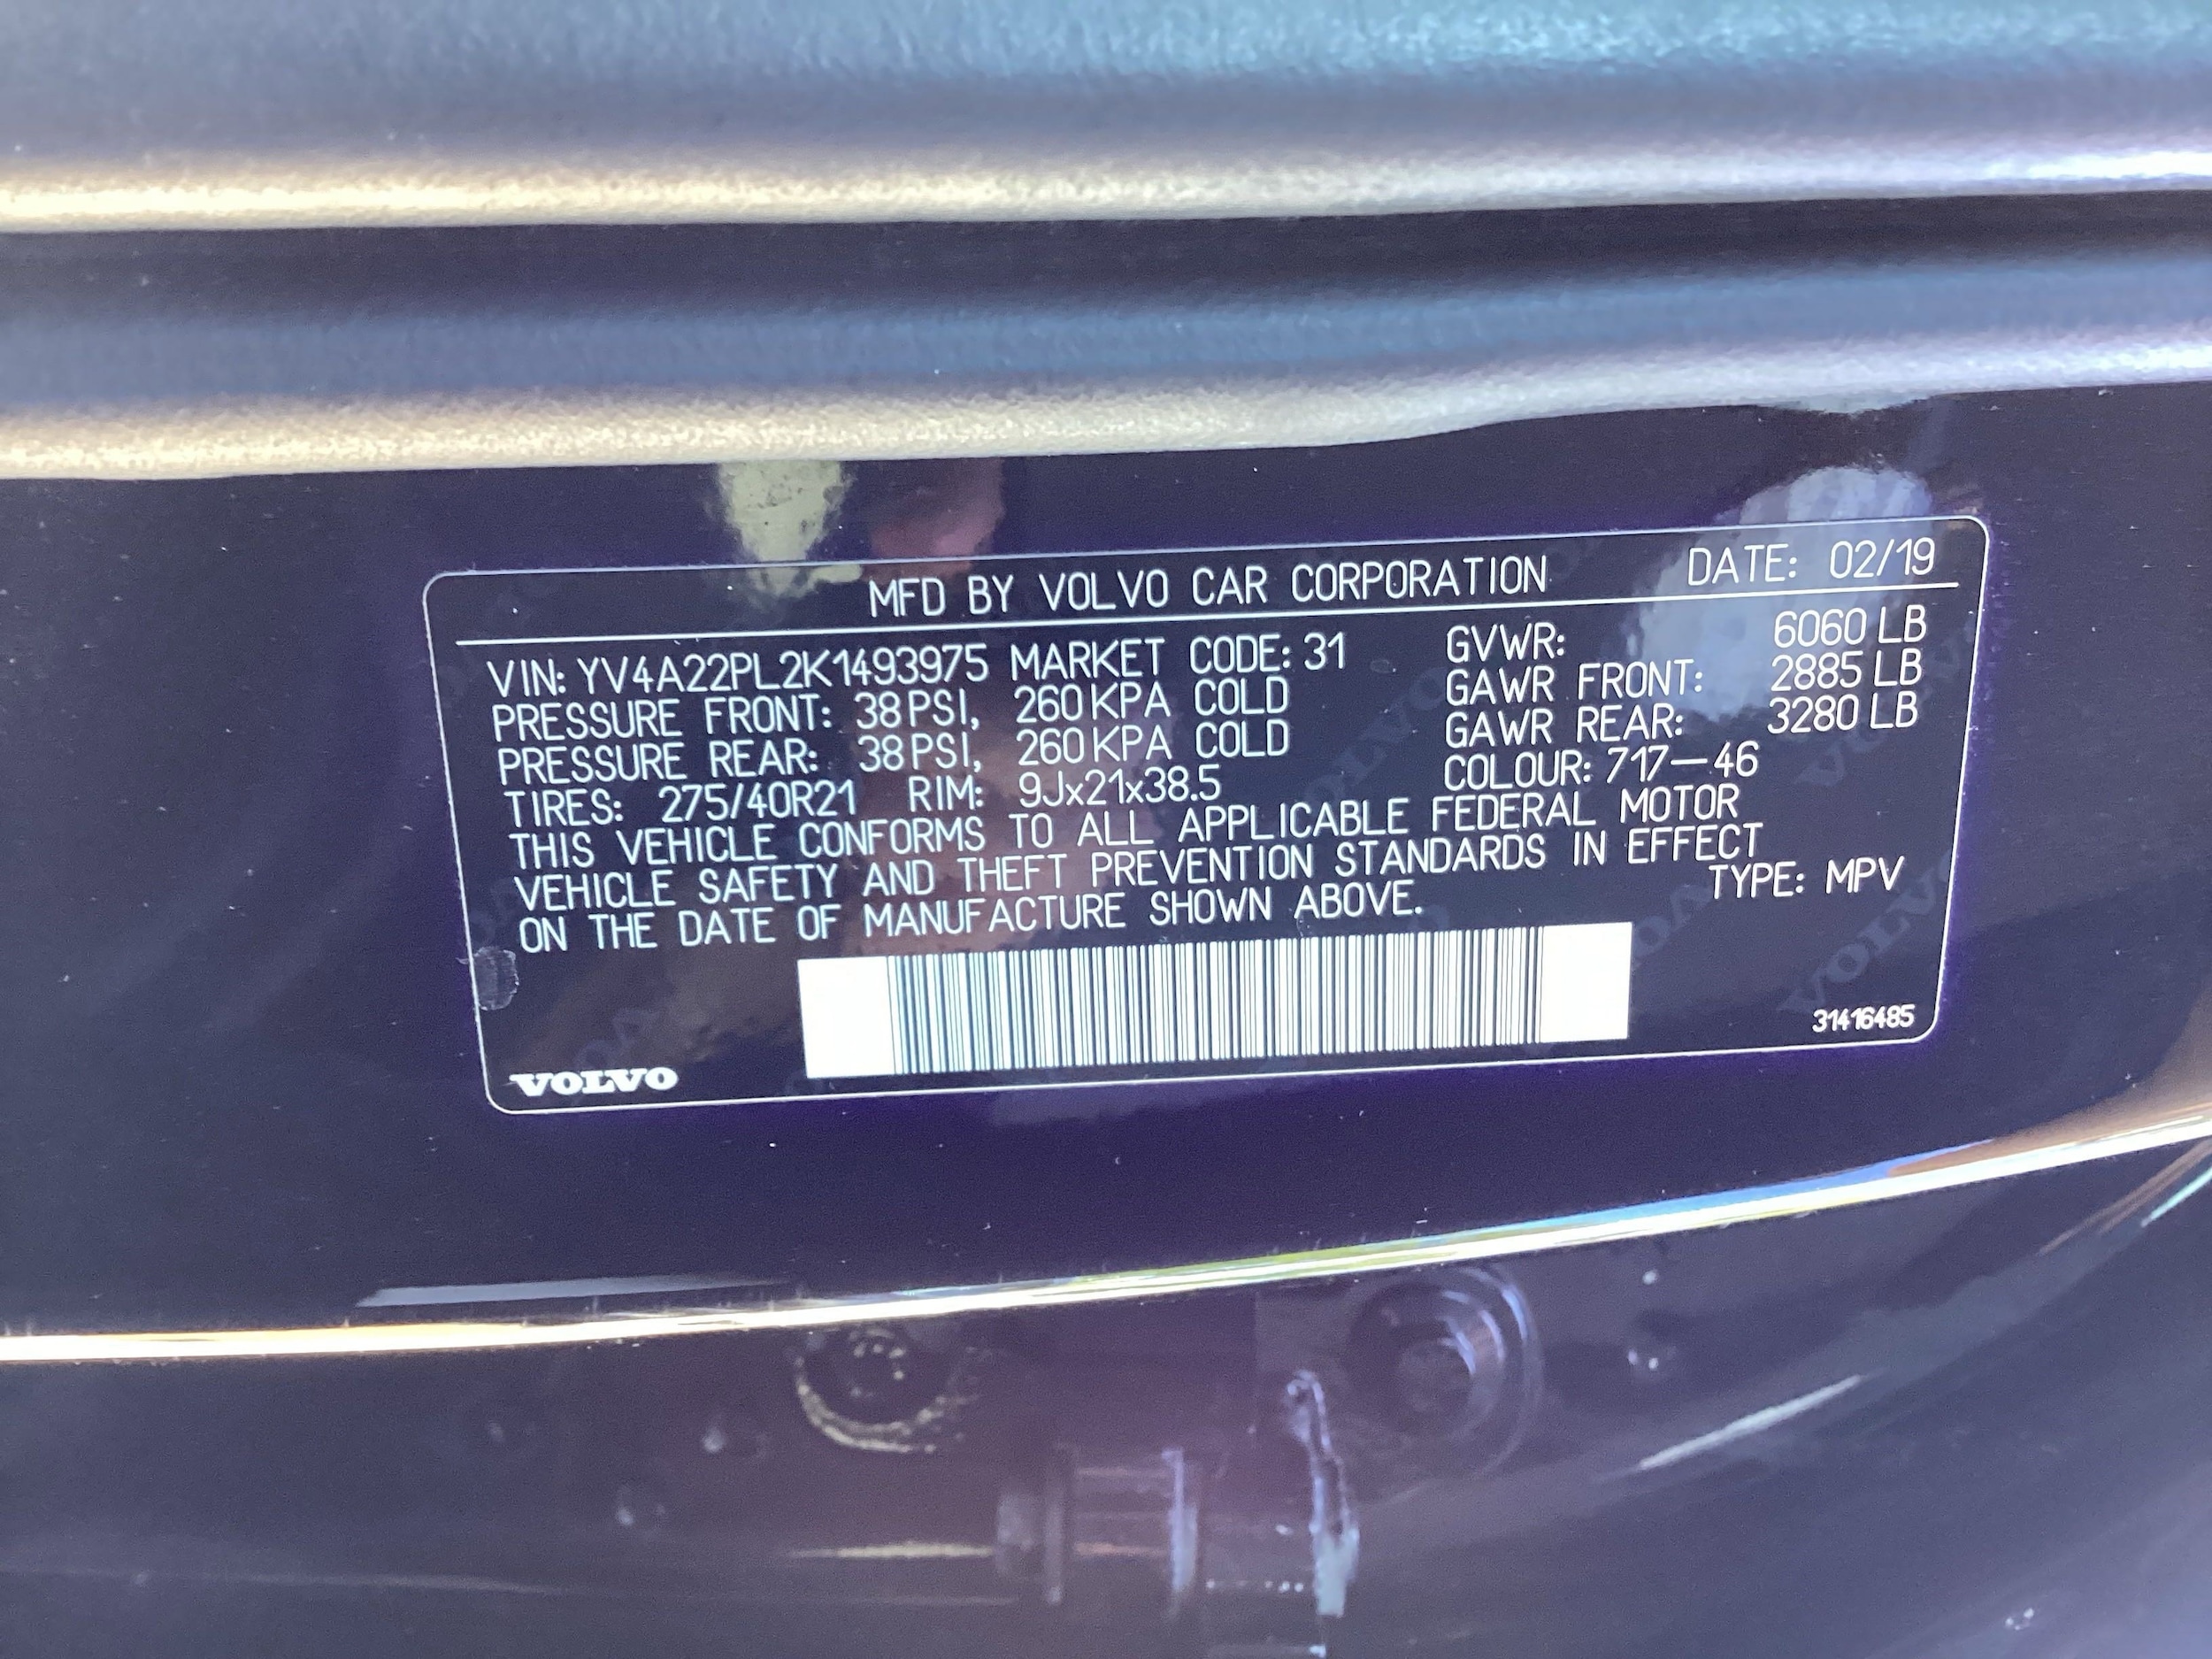 MFD BY VOLVO CAR CORPORATION DATE: 02/19
VIN: YV4A22PL2K1493975 MARKET CODE: 31 GVWR: 6060 LB
PRESSURE FRONT: 38 PSI, 260 KPA COLD GAWR FRONT: 2885 LB
PRESSURE REAR: 38 PSI, 260 KPA COLD GAWR REAR: 3280 LB
TIRES: 275/40R21 RIM: 9Jx21x38.5 COLOUR: 717—46
THIS VEHICLE CONFORMS TO ALL APPLICABLE FEDERAL MOTOR
VEHICLE SAFETY AND THEFT PREVENTION STANDARDS IN EFFECT
ON THE DATE OF MANUFACTURE SHOWN ABOVE. TYPE: MPV
31416485
VOLVO